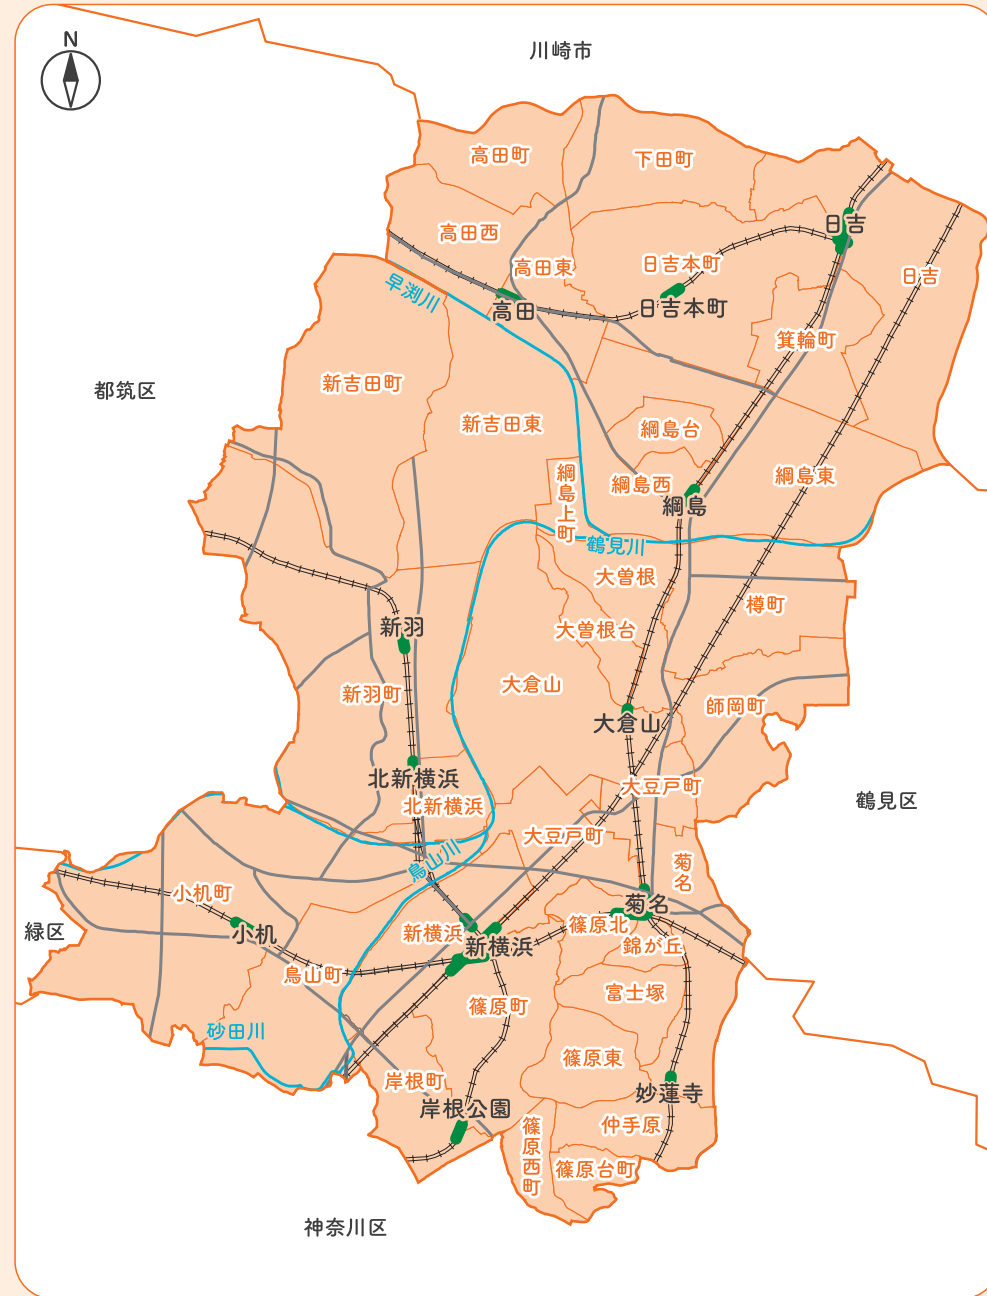 N
川崎市
高田町
下田町
日吉
高田西
高田東
日吉本町
日吉
早渕川
高田
日吉本町
箕輪町
都筑区
新吉田町
新吉田東
綱島台
綱島上町
綱島西
綱島東
綱島
鶴見川
大曽根
樽町
新羽
大曽根台
新羽町
大倉山
師岡町
大倉山
北新横浜
大豆戸町
北新横浜
鶴見区
大豆戸町
鳥山川
菊名
小机町
菊名
緑区
小机
新横浜
篠原北
新横浜
錦が丘
鳥山町
富士塚
篠原町
砂田川
篠原東
岸根町
妙蓮寺
岸根公園
仲手原
篠原西町
篠原台町
神奈川区